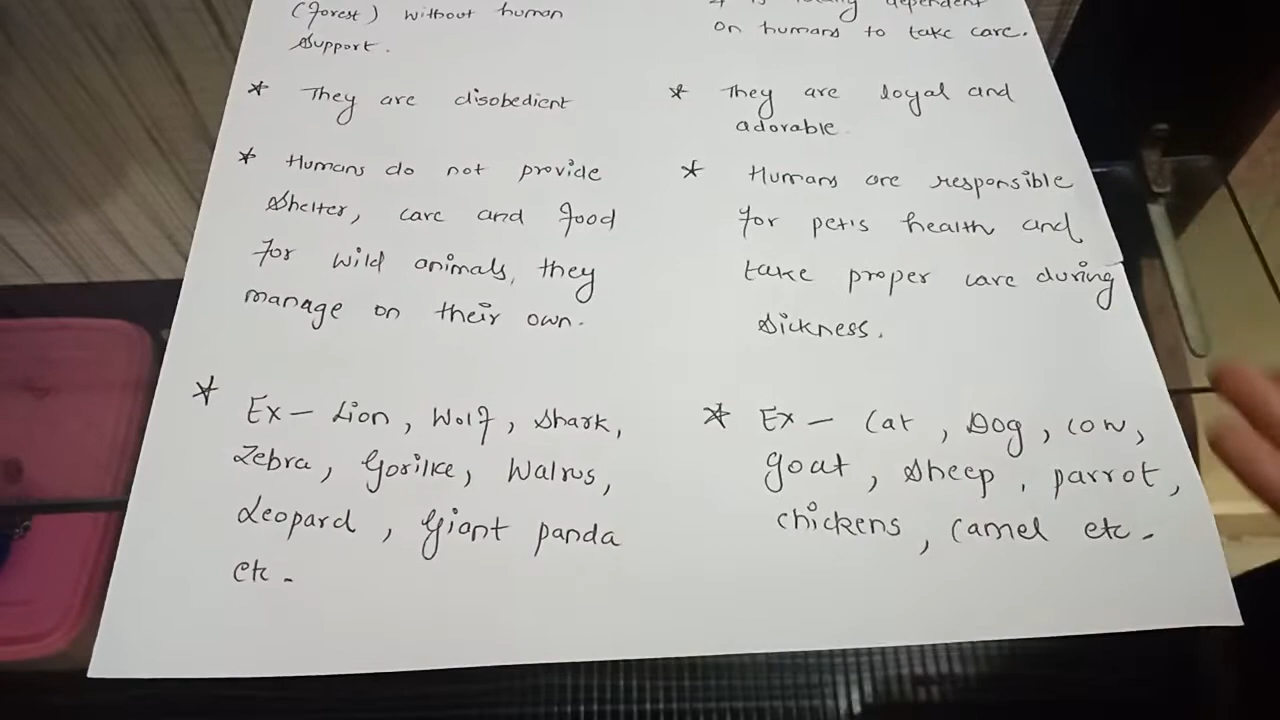 (forest) without human
support.
* They are disobedient
* Humans do not provide
shelter, care and food
for wild animals, they
manage on their own.
* Ex - Lion, Wolf, Shark,
Zebra, Gorilke, Walrus,
Leopard, Giant panda
etc.
dependent
on humans to take care.
* They are loyal and
adorable.
* Humans are responsible
for petis health and
take proper care during
sickness.
* Ex - Cat, Dog, Cow,
goat, sheep, parrot,
chickens, Camel etc.